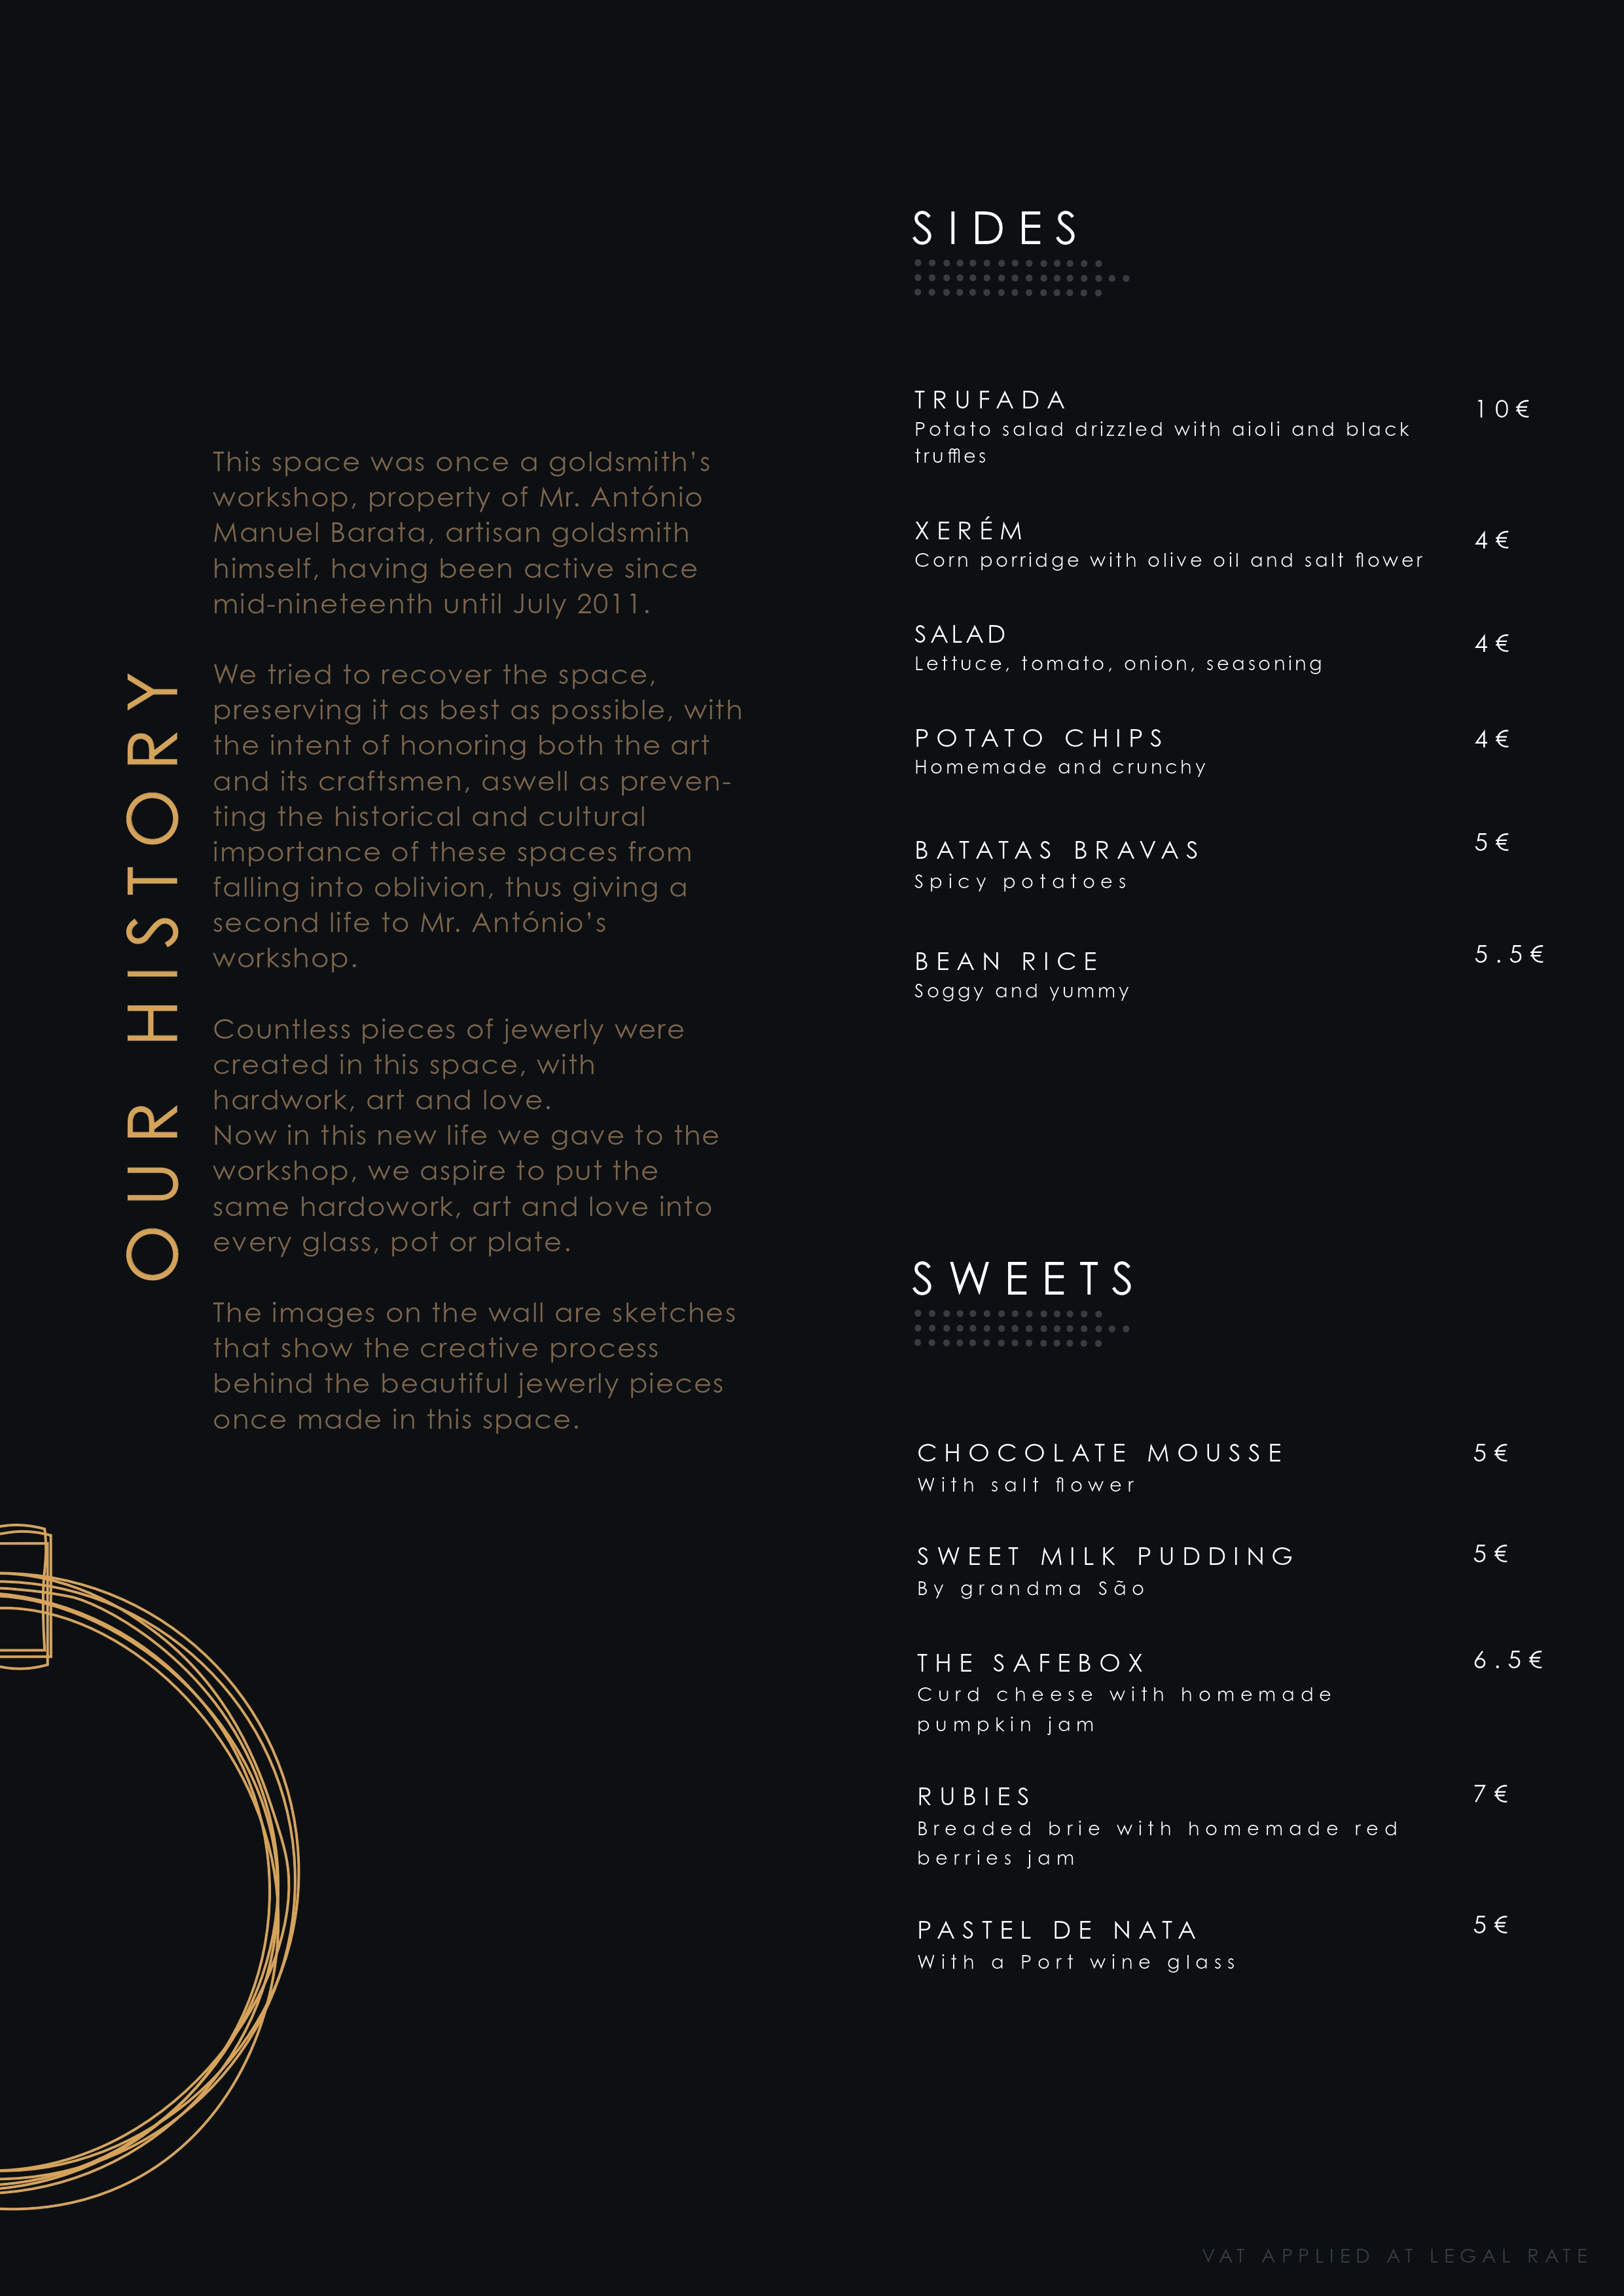 OUR HISTORY
This space was once a goldsmith's
workshop, property of Mr. António
Manuel Barata, artisan goldsmith
himself, having been active since
mid-nineteenth until July 2011.
We tried to recover the space,
preserving it as best as possible, with
the intent of honoring both the art
and its craftsmen, aswell as preven-
ting the historical and cultural
importance of these spaces from
falling into oblivion, thus giving a
second life to Mr. António's
workshop.
Countless pieces of jewerly were
created in this space, with
hardwork, art and love.
Now in this new life we gave to the
workshop, we aspire to put the
same hardowork, art and love into
every glass, pot or plate.
The images on the wall are sketches
that show the creative process
behind the beautiful jewerly pieces
once made in this space.
SIDES
TRUFADA 10€
Potato salad drizzled with aioli and black
truffles
XERÉM 4€
Corn porridge with olive oil and salt flower
SALAD 4€
Lettuce, tomato, onion, seasoning
POTATO CHIPS 4€
Homemade and crunchy
BATATAS BRAVAS 5€
Spicy potatoes
BEAN RICE 5.5€
Soggy and yummy
SWEETS
CHOCOLATE MOUSSE 5€
With salt flower
SWEET MILK PUDDING 5€
By grandma São
THE SAFEBOX 6.5€
Curd cheese with homemade
pumpkin jam
RUBIES 7€
Breaded brie with homemade red
berries jam
PASTEL DE NATA 5€
With a Port wine glass
VAT APPLIED AT LEGAL RATE